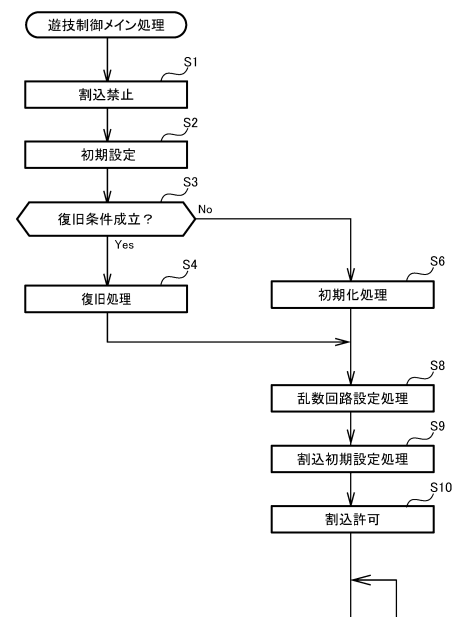 遊技制御メイン処理
S1
割込禁止
S2
初期設定
S3
復旧条件成立？
No
Yes
S4
復旧処理
S6
初期化処理
S8
乱数回路設定処理
S9
割込初期設定処理
S10
割込許可